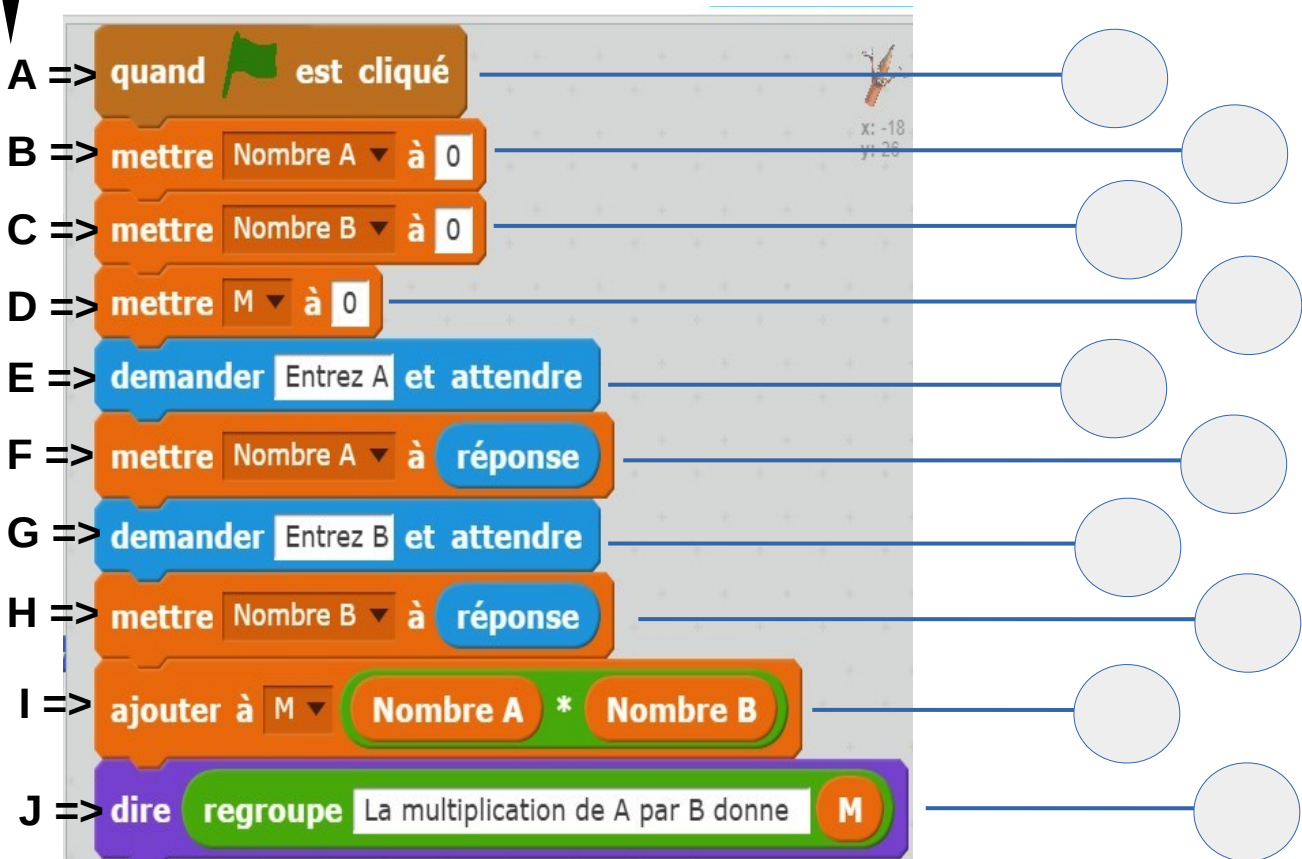 A => quand est cliqué
x: -18
B => mettre Nombre A à 0
y: 26
C => mettre Nombre B à 0
D => mettre M à 0
E => demander Entrez A et attendre
F => mettre Nombre A à réponse
G => demander Entrez B et attendre
H => mettre Nombre B à réponse
I => ajouter à M Nombre A * Nombre B
J => dire regroupe La multiplication de A par B donne M